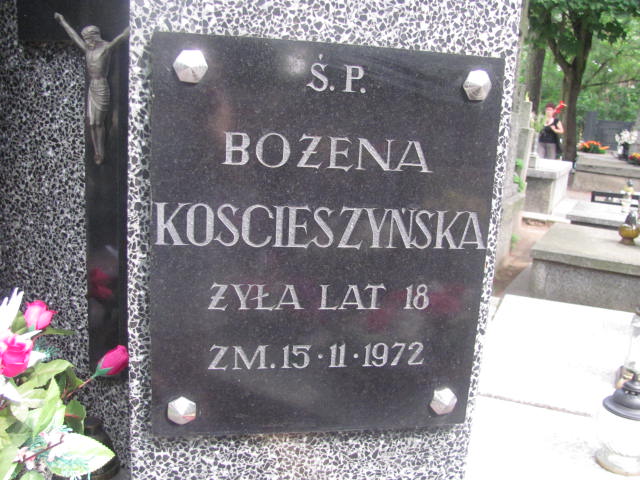 Ś.P.
BOŻENA
KOSCIESZYŃSKA
ŻYŁA LAT 18
ZM. 15·11·1972